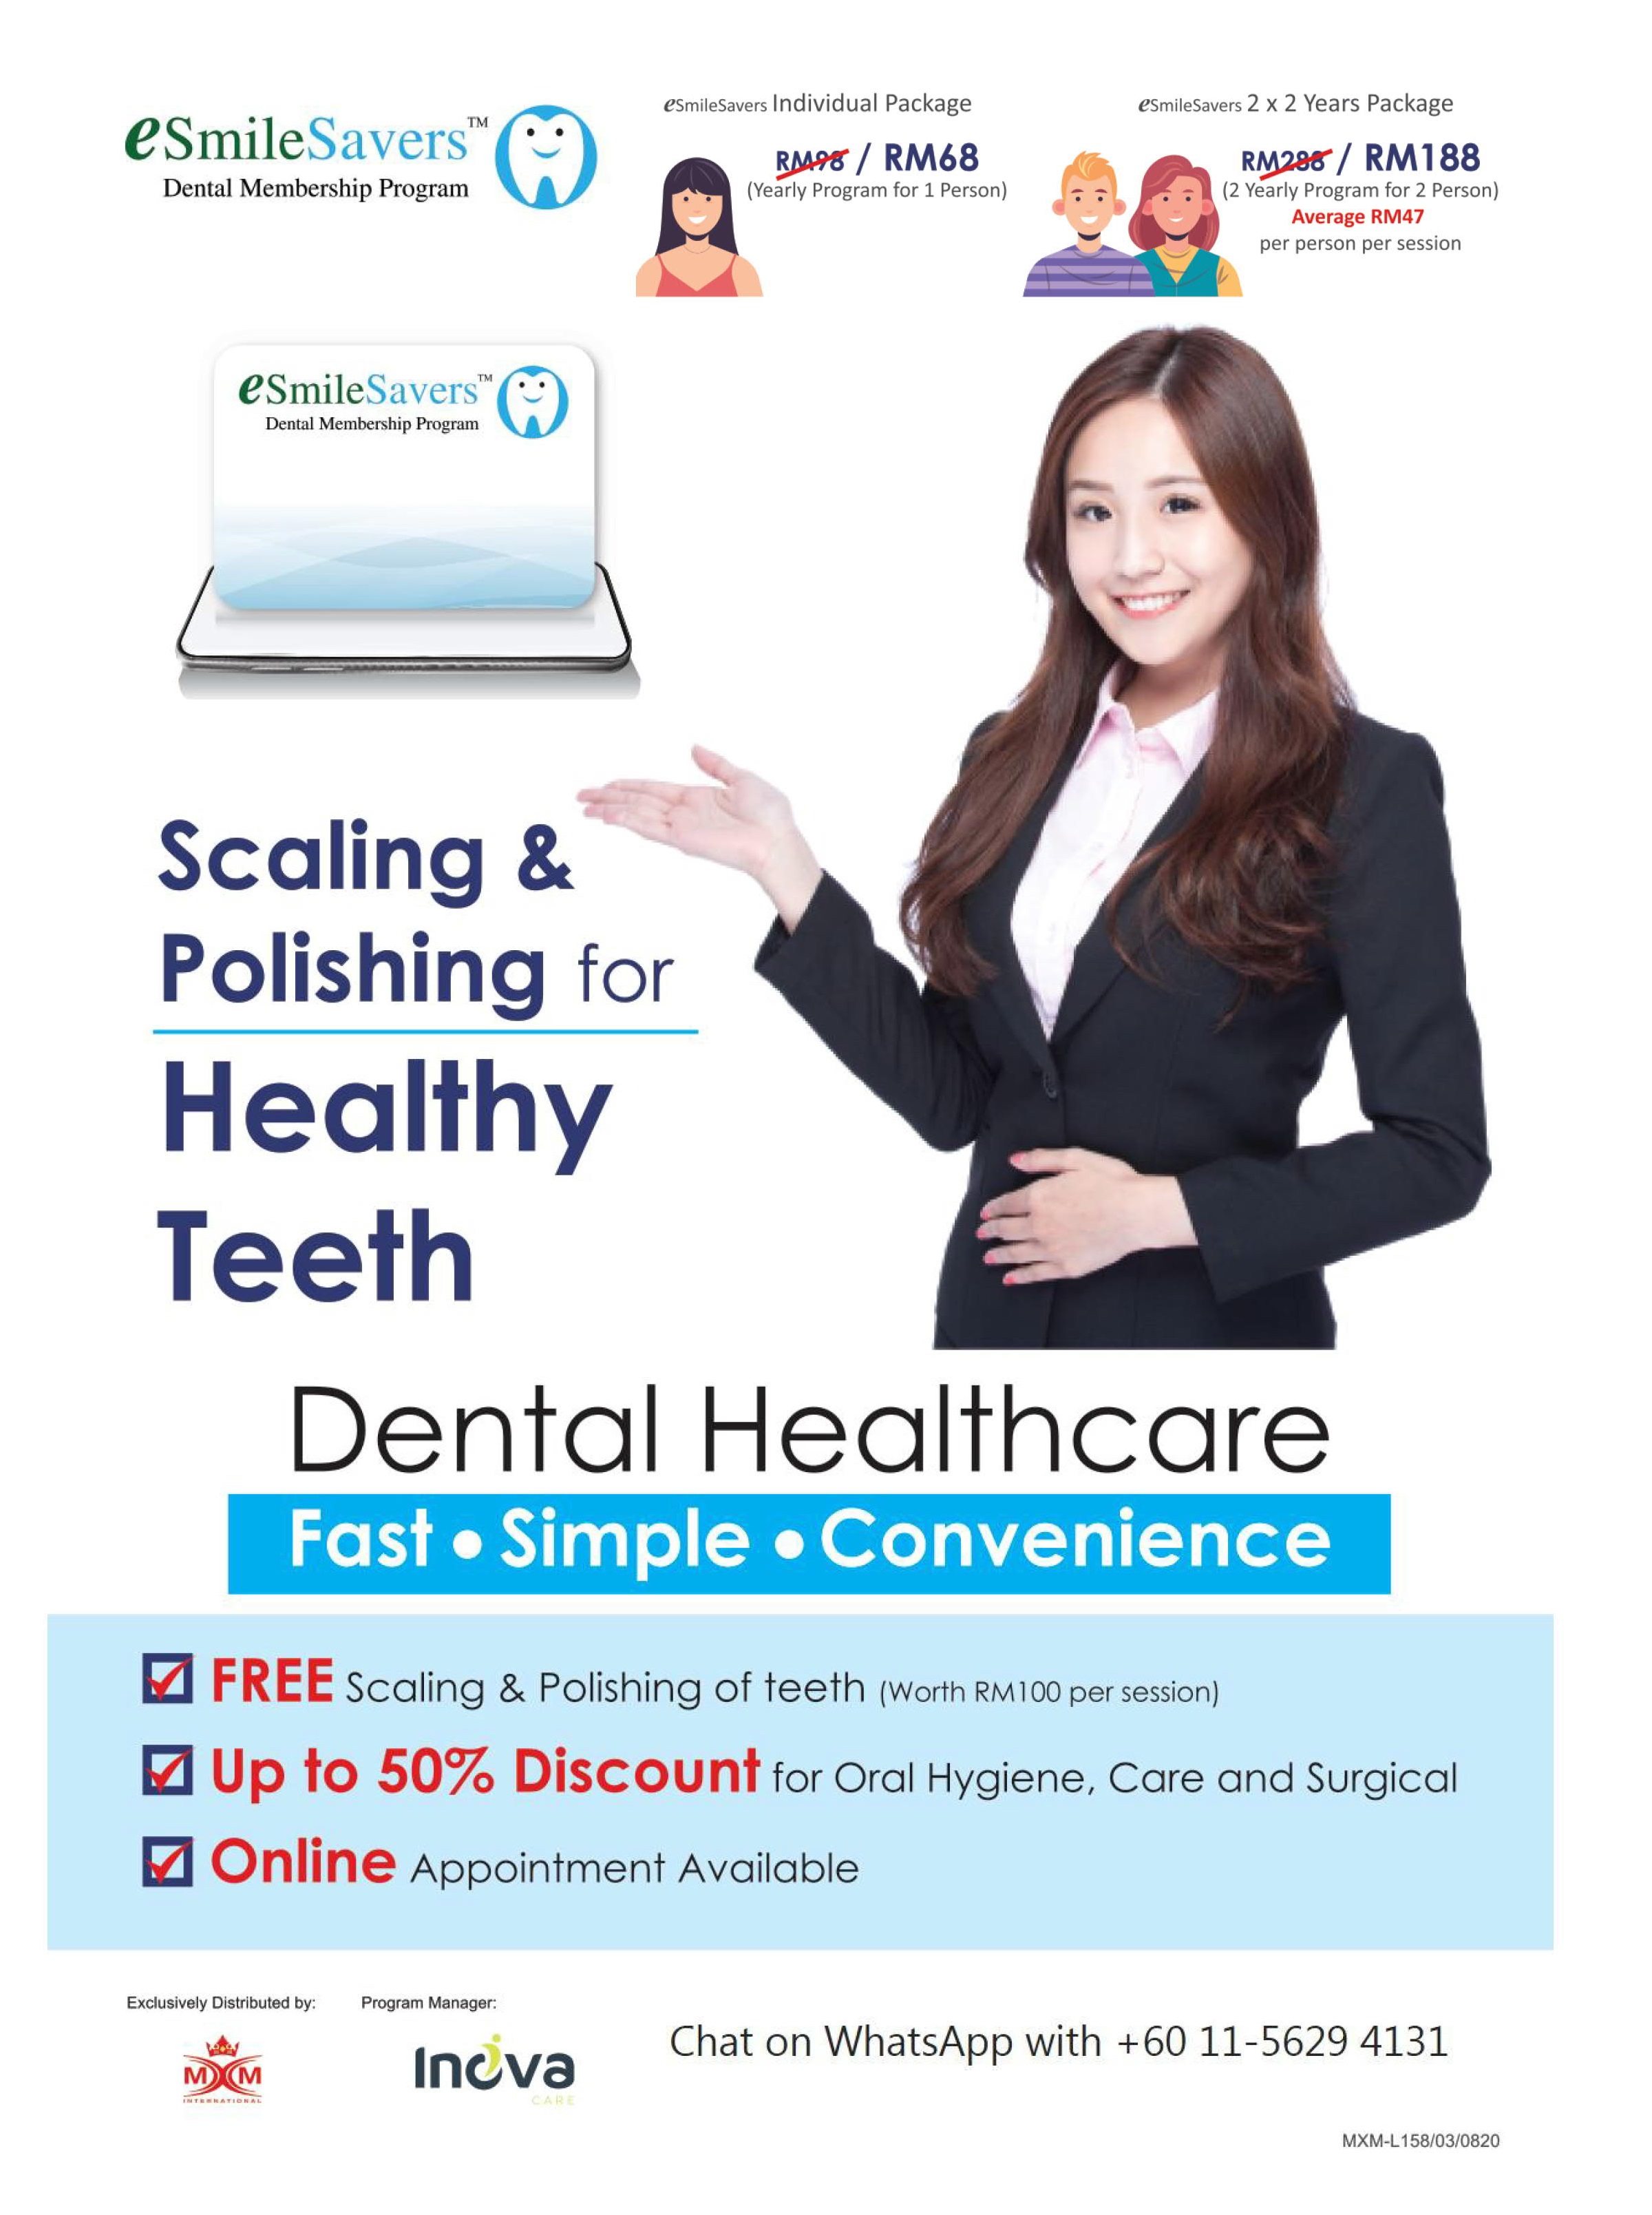 eSmileSavers™
Dental Membership Program
eSmileSavers Individual Package
RM98 / RM68
(Yearly Program for 1 Person)
eSmileSavers 2 x 2 Years Package
RM288 / RM188
(2 Yearly Program for 2 Person)
Average RM47
per person per session
eSmileSavers™
Dental Membership Program
Scaling &
Polishing for
Healthy
Teeth
Dental Healthcare
Fast • Simple • Convenience
FREE Scaling & Polishing of teeth (Worth RM100 per session)
Up to 50% Discount for Oral Hygiene, Care and Surgical
Online Appointment Available
Exclusively Distributed by:
MXM
INTERNATIONAL
Program Manager:
Inova
CARE
Chat on WhatsApp with +60 11-5629 4131
MXM-L158/03/0820